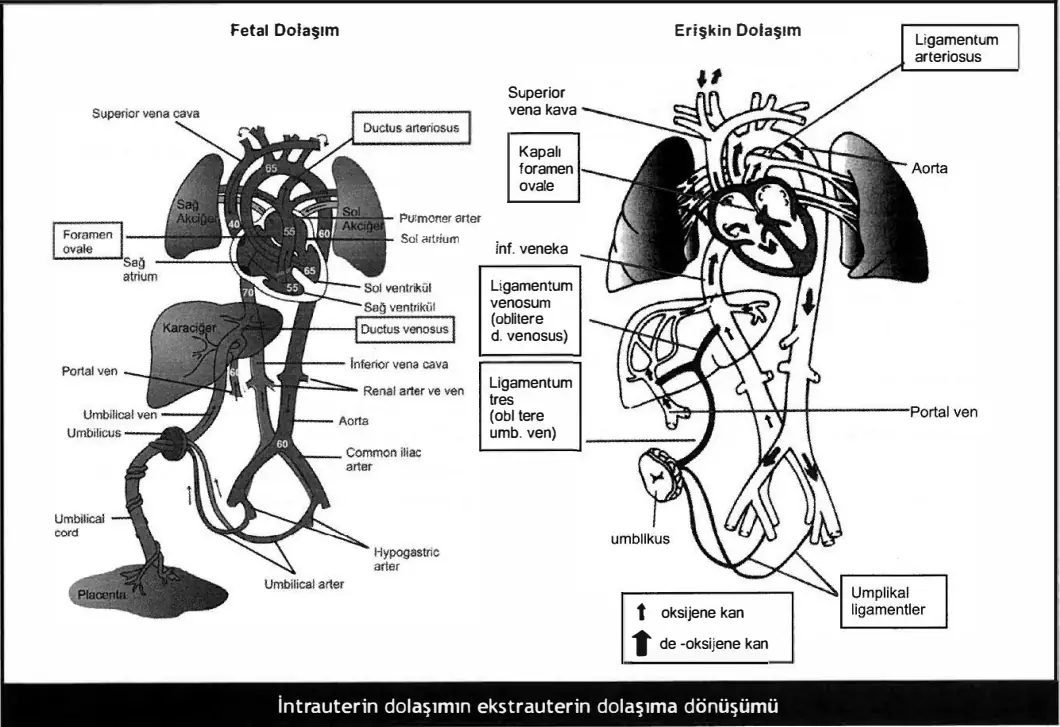 Fetal Dolaşım
Superior vena cava
Ductus arteriosus
65
Sağ
Akciğer
40
55
Sol
Akciğer
60
Pulmoner arter
Sol artrium
Foramen
ovale
Sağ
atrium
65
70
55
Sol ventrikül
Sağ ventrikül
Karaciğer
Ductus venosus
Portal ven
60
İnferior vena cava
Renal arter ve ven
Umbilical ven
Aorta
Umbilicus
60
Common iliac
arter
Umbilical
cord
Hypogastric
arter
Umbilical arter
Placenta
Erişkin Dolaşım
Ligamentum
arteriosus
Superior
vena kava
Kapalı
foramen
ovale
Aorta
inf. veneka
Ligamentum
venosum
(oblitere
d. venosus)
Ligamentum
tres
(obl tere
umb. ven)
Portal ven
umblikus
Umplikal
ligamentler
oksijene kan
de -oksijene kan
İntrauterin dolaşımın ekstrauterin dolaşıma dönüşümü